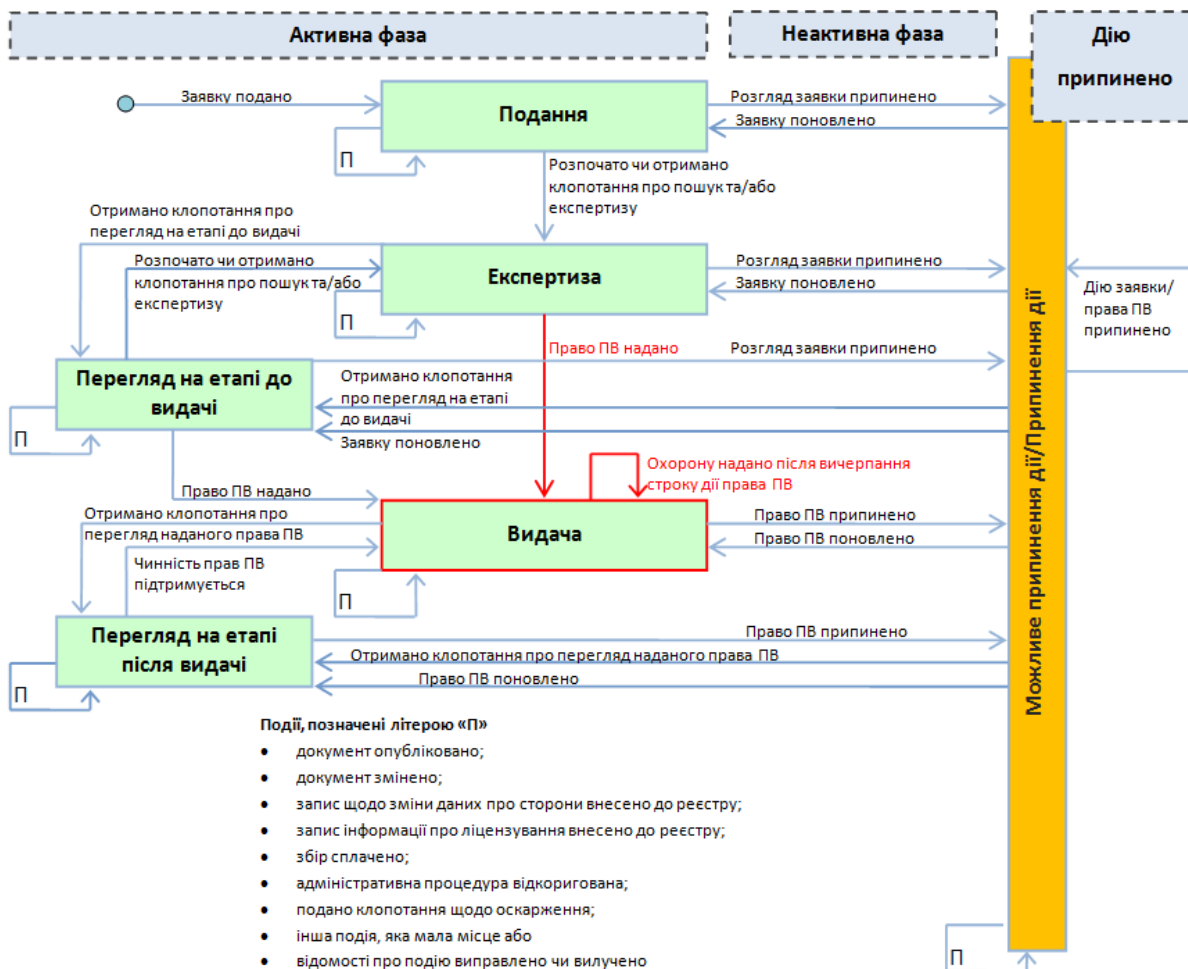 Активна фаза
Неактивна фаза
Дію
припинено
Заявку подано
Подання
Розгляд заявки припинено
Заявку поновлено
П
Розпочато чи отримано
клопотання про пошук та/або
експертизу
Отримано клопотання про
перегляд на етапі до видачі
Розпочато чи отримано
клопотання про пошук та/або
експертизу
Експертиза
Розгляд заявки припинено
Заявку поновлено
П
Дію заявки/
права ПВ
припинено
Право ПВ надано
Розгляд заявки припинено
Перегляд на етапі до
видачі
Отримано клопотання
про перегляд на етапі
до видачі
Заявку поновлено
П
Охорону надано після вичерпання
строку дії права ПВ
Право ПВ надано
Отримано клопотання про
перегляд наданого права ПВ
Видача
Право ПВ припинено
Право ПВ поновлено
Чинність прав ПВ
підтримується
П
Перегляд на етапі
після видачі
Право ПВ припинено
Отримано клопотання про перегляд наданого права ПВ
Право ПВ поновлено
П
Можливе припинення дії/Припинення дії
Події, позначені літерою «П»
• документ опубліковано;
• документ змінено;
• запис щодо зміни даних про сторони внесено до реєстру;
• запис інформації про ліцензування внесено до реєстру;
• збір сплачено;
• адміністративна процедура відкоригована;
• подано клопотання щодо оскарження;
• інша подія, яка мала місце або
• відомості про подію виправлено чи вилучено
П